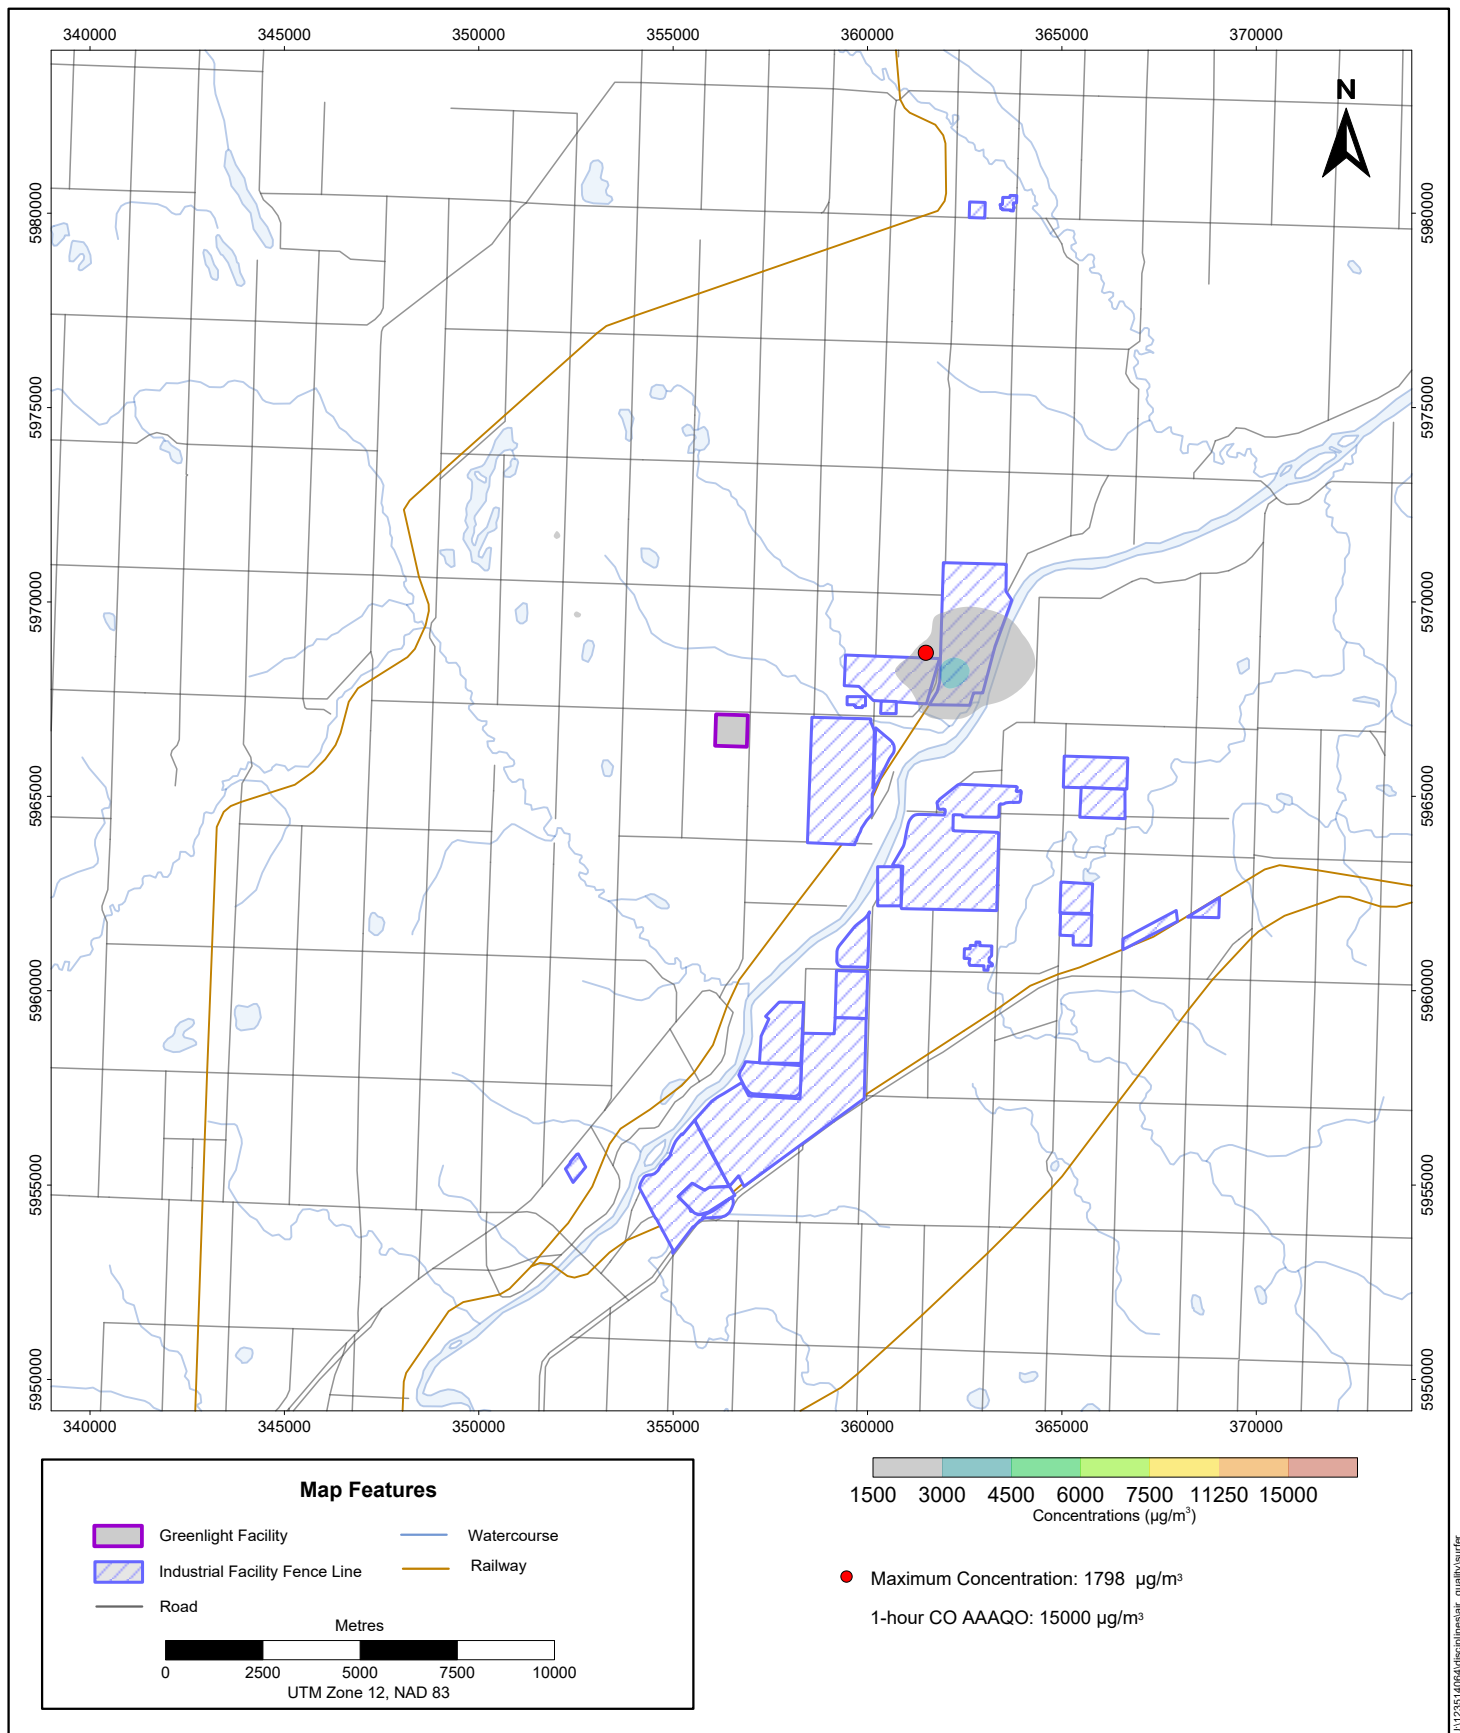 340000 345000 350000 355000 360000 365000 370000
N
5980000 5980000
5975000 5975000
5970000 5970000
5965000 5965000
5960000 5960000
5955000 5955000
5950000 5950000
340000 345000 350000 355000 360000 365000 370000
Map Features
Greenlight Facility
Watercourse
Industrial Facility Fence Line
Railway
Road
Metres
0 2500 5000 7500 10000
UTM Zone 12, NAD 83
1500 3000 4500 6000 7500 11250 15000
Concentrations (µg/m³)
Maximum Concentration: 1798 µg/m³
1-hour CO AAAQO: 15000 µg/m³